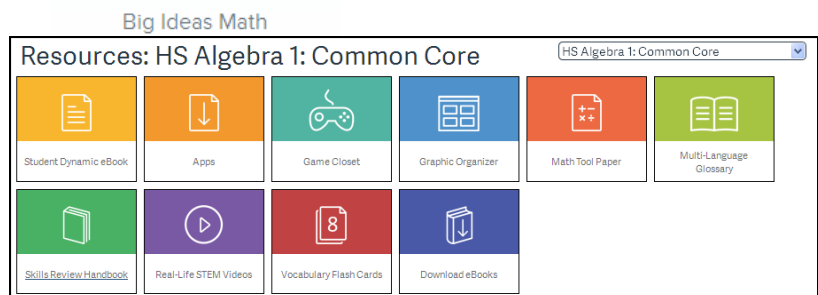 Big Ideas Math
Resources: HS Algebra 1: Common Core
HS Algebra 1: Common Core
Student Dynamic eBook
Apps
Game Closet
Graphic Organizer
Math Tool Paper
Multi-Language
Glossary
Skills Review Handbook
Real-Life STEM Videos
8
Vocabulary Flash Cards
Download eBooks